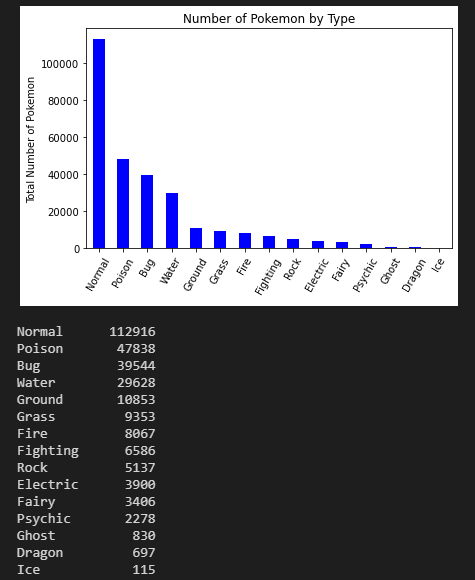 Number of Pokemon by Type
Total Number of Pokemon
100000
80000
60000
40000
20000
0
Normal
Poison
Bug
Water
Ground
Grass
Fire
Fighting
Rock
Electric
Fairy
Psychic
Ghost
Dragon
Ice
Normal 112916
Poison 47838
Bug 39544
Water 29628
Ground 10853
Grass 9353
Fire 8067
Fighting 6586
Rock 5137
Electric 3900
Fairy 3406
Psychic 2278
Ghost 830
Dragon 697
Ice 115